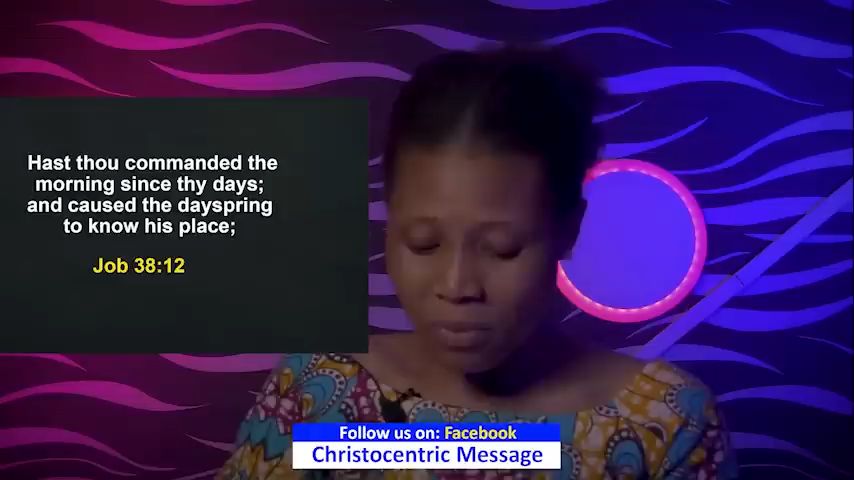 Hast thou commanded the
morning since thy days;
and caused the dayspring
to know his place;
Job 38:12
Follow us on: Facebook
Christocentric Message